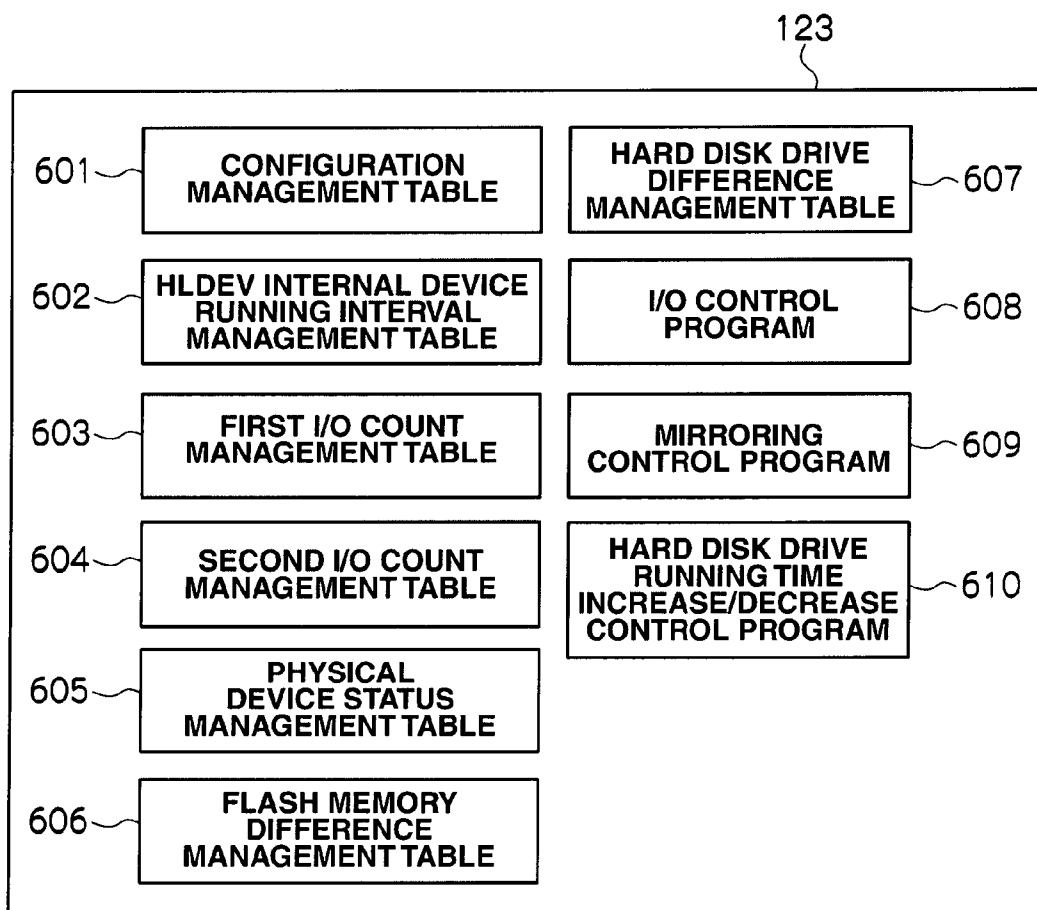 123
601
CONFIGURATION
MANAGEMENT TABLE
602
HLDEV INTERNAL DEVICE
RUNNING INTERVAL
MANAGEMENT TABLE
603
FIRST I/O COUNT
MANAGEMENT TABLE
604
SECOND I/O COUNT
MANAGEMENT TABLE
605
PHYSICAL
DEVICE STATUS
MANAGEMENT TABLE
606
FLASH MEMORY
DIFFERENCE
MANAGEMENT TABLE
HARD DISK DRIVE
DIFFERENCE
MANAGEMENT TABLE
607
I/O CONTROL
PROGRAM
608
MIRRORING
CONTROL PROGRAM
609
HARD DISK DRIVE
RUNNING TIME
INCREASE/DECREASE
CONTROL PROGRAM
610